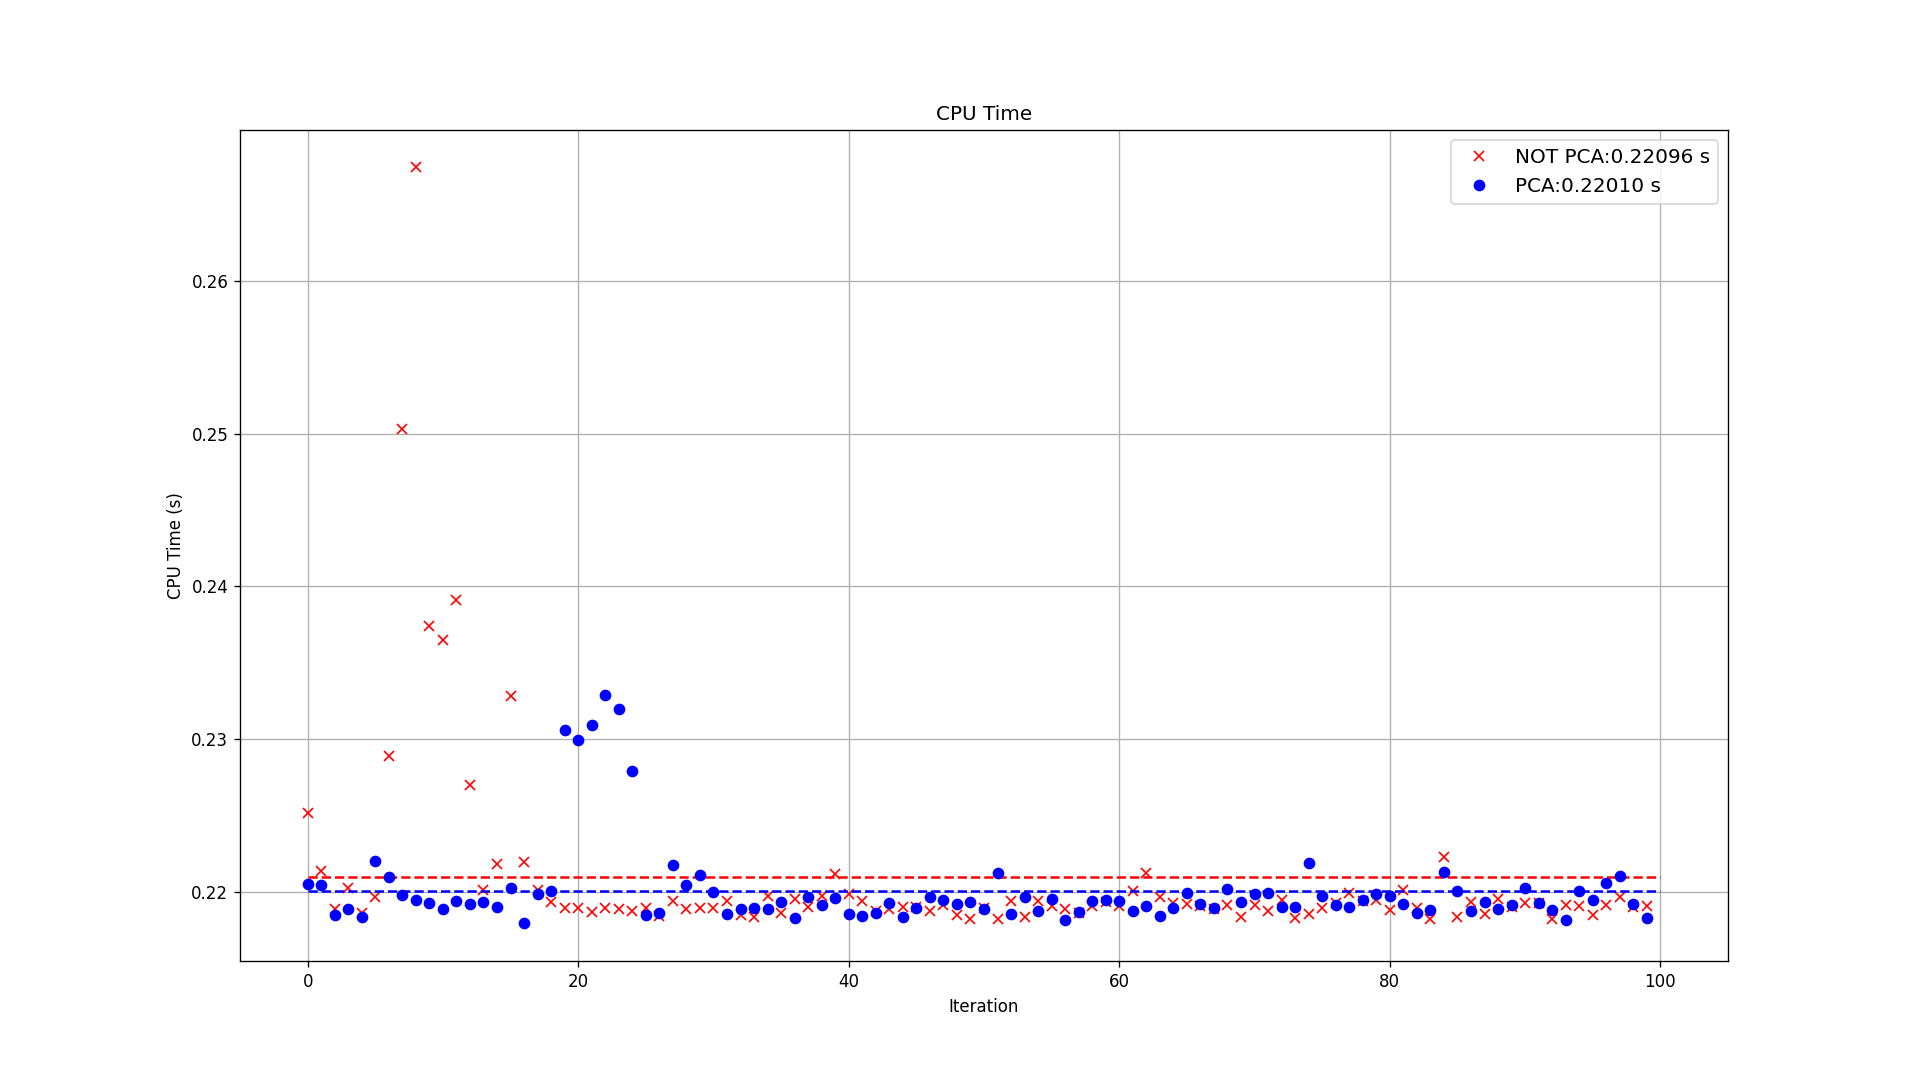 CPU Time
NOT PCA:0.22096 s
PCA:0.22010 s
0.26
0.25
0.24
0.23
0.22
CPU Time (s)
0 20 40 60 80 100
Iteration